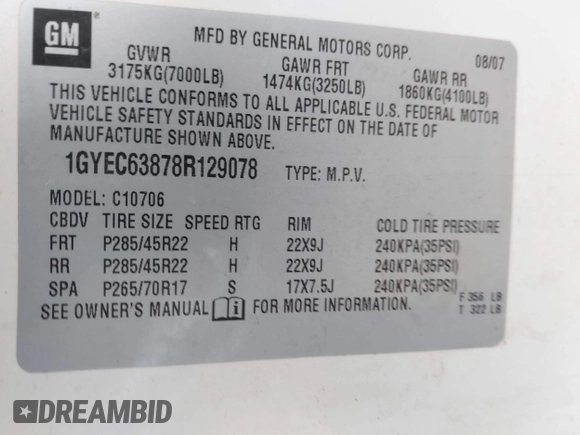 GM
MFD BY GENERAL MOTORS CORP.
08/07
GVWR GAWR FRT GAWR RR
3175KG(7000LB) 1474KG(3250LB) 1860KG(4100LB)
THIS VEHICLE CONFORMS TO ALL APPLICABLE U.S. FEDERAL MOTOR
VEHICLE SAFETY STANDARDS IN EFFECT ON THE DATE OF
MANUFACTURE SHOWN ABOVE.
1GYEC63878R129078 TYPE: M.P.V.
MODEL: C10706
CBDV TIRE SIZE SPEED RTG RIM COLD TIRE PRESSURE
FRT P285/45R22 H 22X9J 240KPA(35PSI)
RR P285/45R22 H 22X9J 240KPA(35PSI)
SPA P265/70R17 S 17X7.5J 240KPA(35PSI)
SEE OWNER'S MANUAL i FOR MORE INFORMATION.
F 356 LB
T 322 LB
DREAMBID